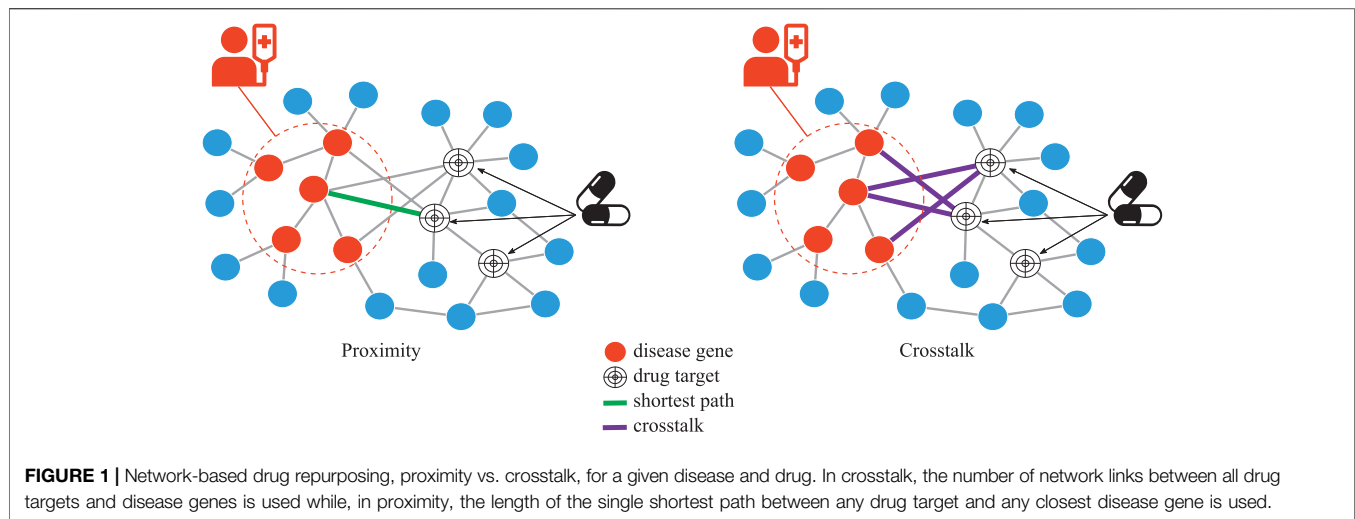 Proximity
Crosstalk
disease gene
drug target
shortest path
crosstalk
FIGURE 1 | Network-based drug repurposing, proximity vs. crosstalk, for a given disease and drug. In crosstalk, the number of network links between all drug
targets and disease genes is used while, in proximity, the length of the single shortest path between any drug target and any closest disease gene is used.